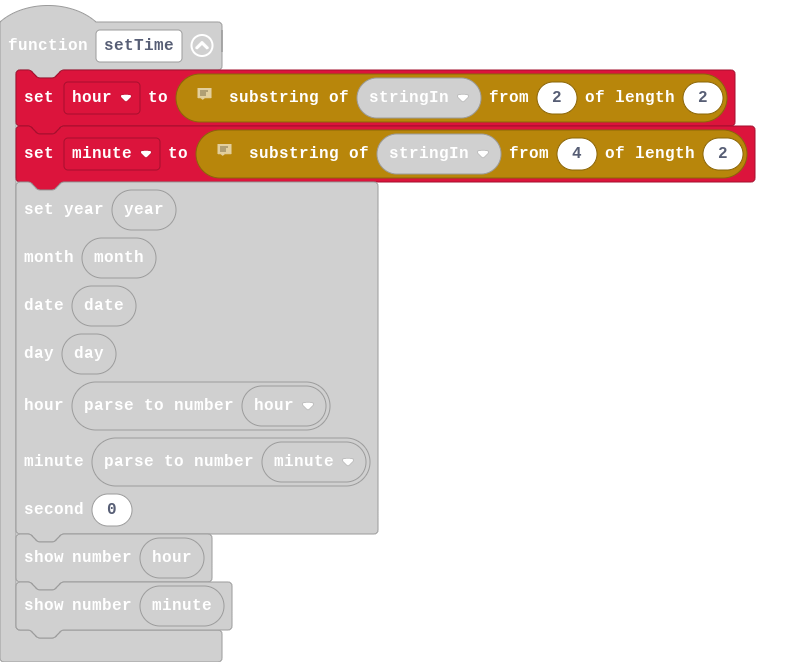 function setTime
set hour to substring of stringIn from 2 of length 2
set minute to substring of stringIn from 4 of length 2
set year year
month month
date date
day day
hour parse to number hour
minute parse to number minute
second 0
show number hour
show number minute